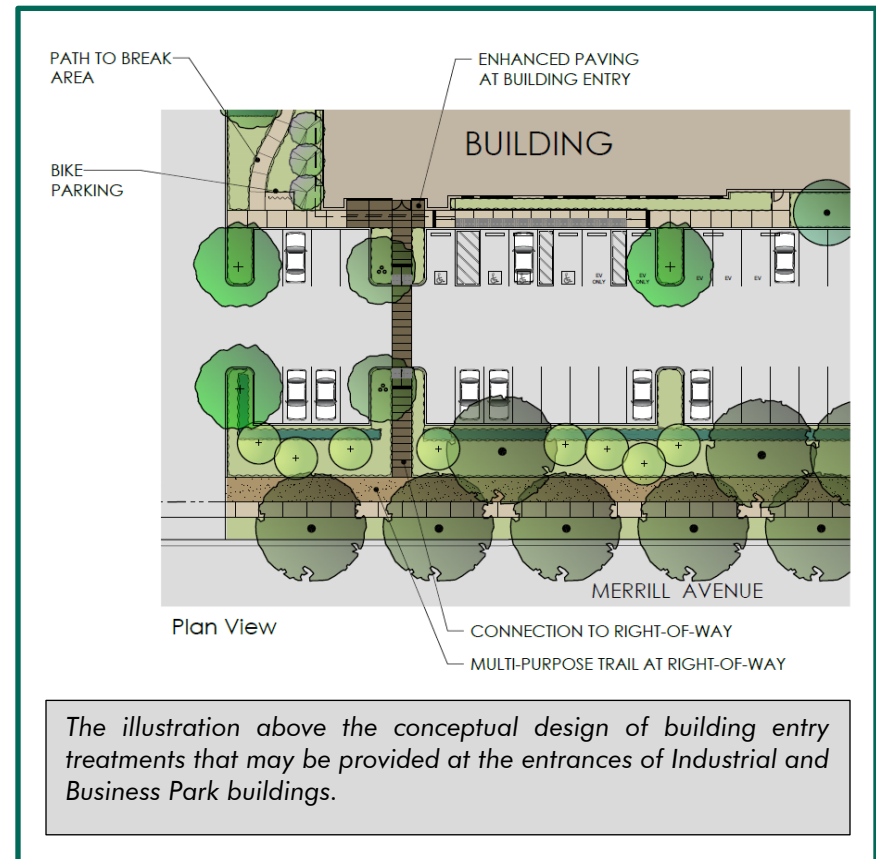 PATH TO BREAK
AREA
ENHANCED PAVING
AT BUILDING ENTRY
BUILDING
BIKE
PARKING
EV
ONLY
EV
ONLY
EV
EV
EV
MERRILL AVENUE
Plan View
CONNECTION TO RIGHT-OF-WAY
MULTI-PURPOSE TRAIL AT RIGHT-OF-WAY
The illustration above the conceptual design of building entry
treatments that may be provided at the entrances of Industrial and
Business Park buildings.